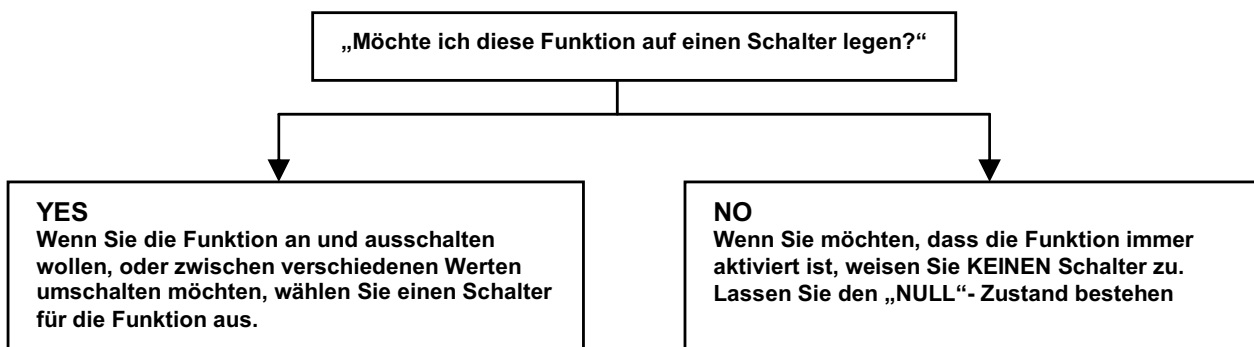 „Möchte ich diese Funktion auf einen Schalter legen?“
YES
Wenn Sie die Funktion an und ausschalten
wollen, oder zwischen verschiedenen Werten
umschalten möchten, wählen Sie einen Schalter
für die Funktion aus.
NO
Wenn Sie möchten, dass die Funktion immer
aktiviert ist, weisen Sie KEINEN Schalter zu.
Lassen Sie den „NULL“- Zustand bestehen